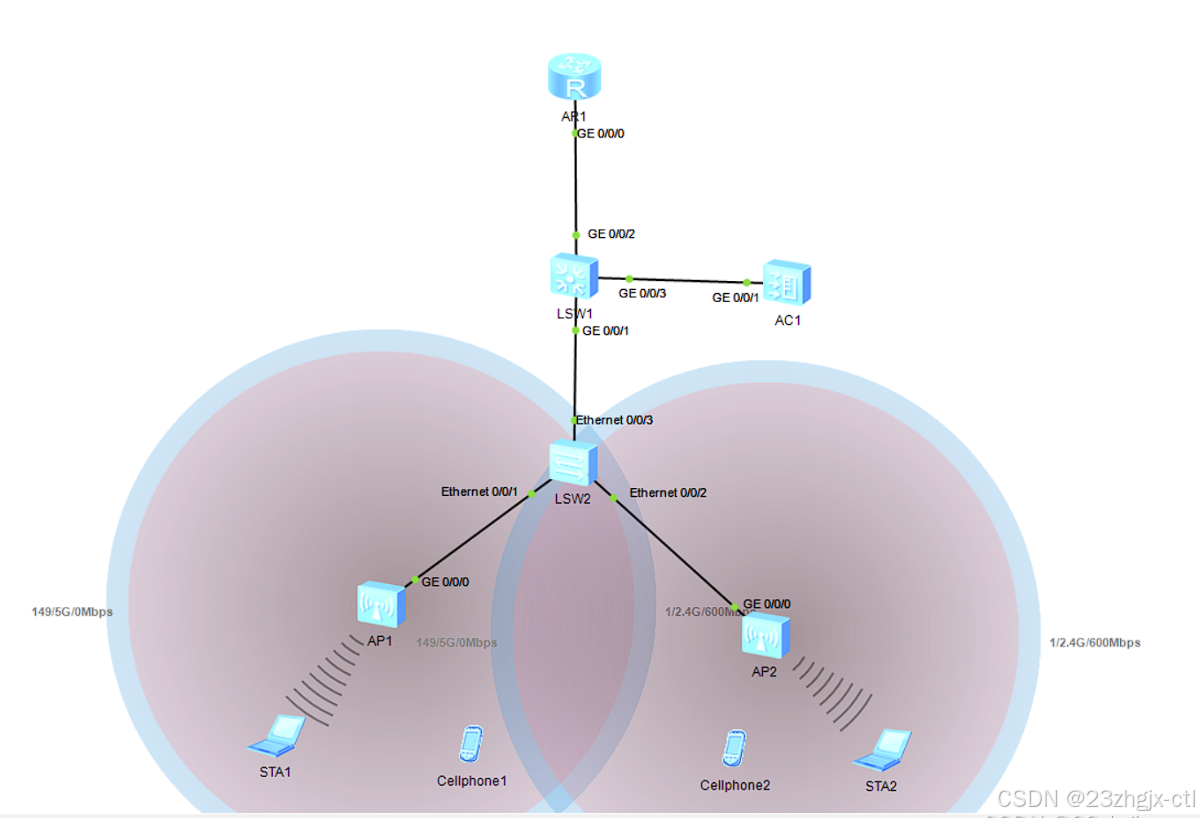 R
AR1
GE 0/0/0
GE 0/0/2
GE 0/0/3
GE 0/0/1
AC1
LSW1
GE 0/0/1
Ethernet 0/0/3
Ethernet 0/0/1
Ethernet 0/0/2
LSW2
GE 0/0/0
GE 0/0/0
149/5G/0Mbps
1/2.4G/600Mbps
AP1
149/5G/0Mbps
1/2.4G/600Mbps
AP2
STA1
Cellphone1
Cellphone2
STA2
CSDN @23zhgjx-ctl